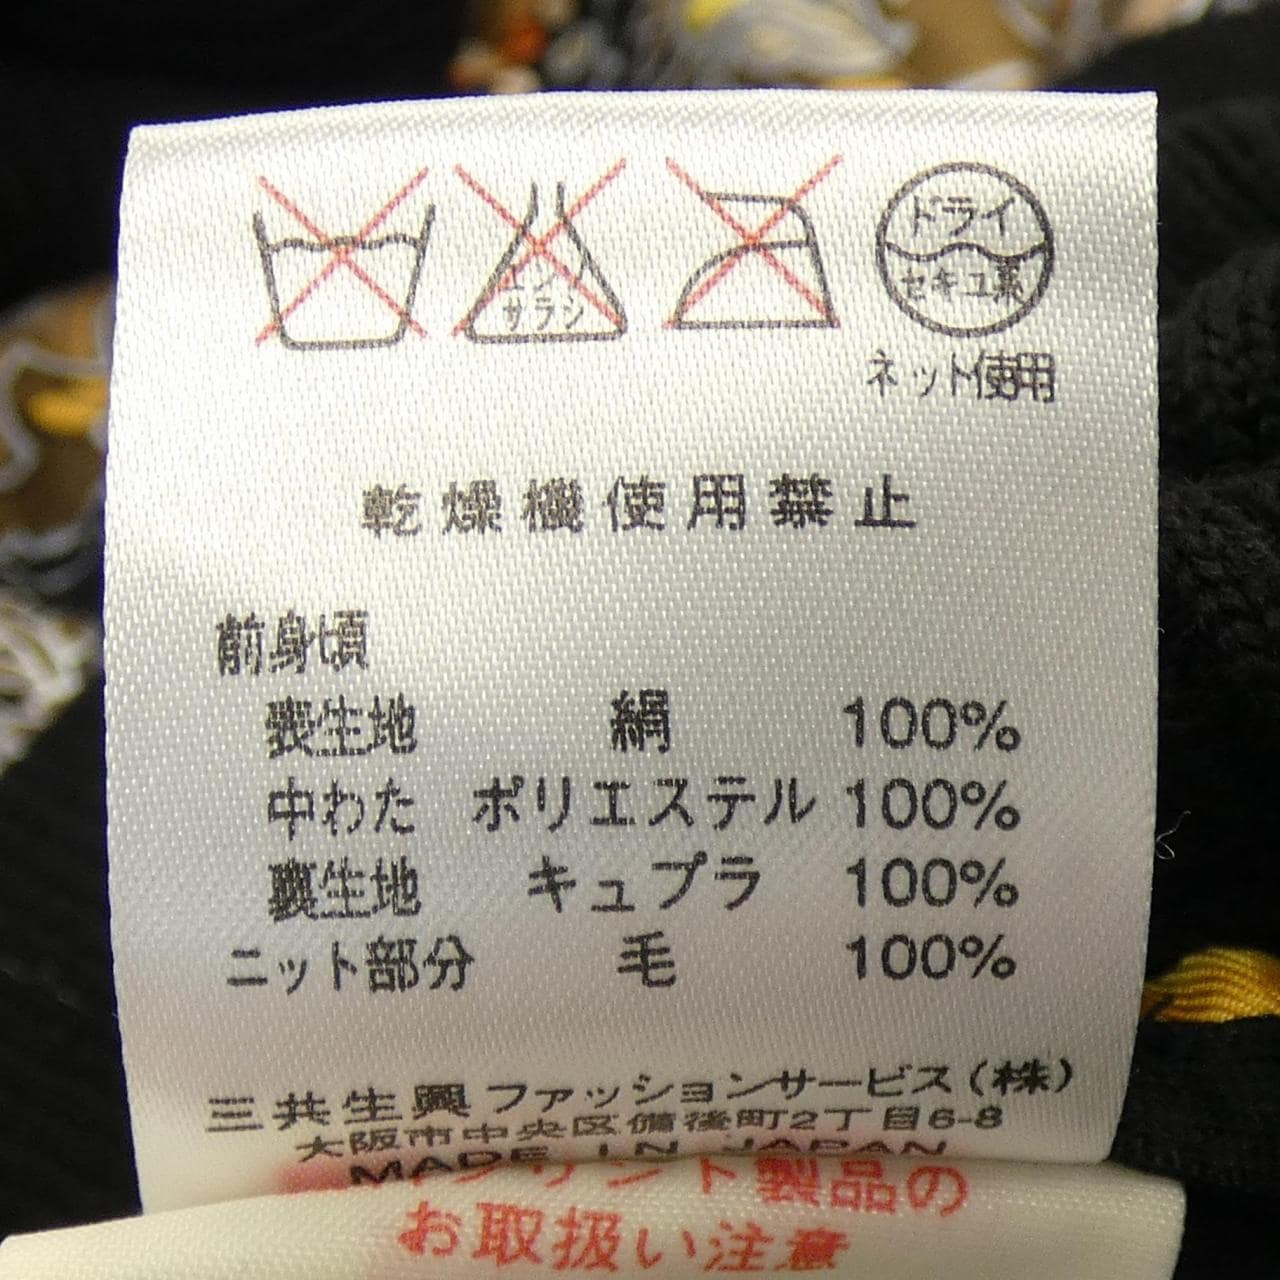 エンソ
サラシ
ドライ
セキユ系
ネット使用
乾燥機使用禁止
前身頃
表生地 絹 100%
中わた ポリエステル 100%
裏生地 キュプラ 100%
ニット部分 毛 100%
三共生興ファッションサービス(株)
大阪市中央区備後町2丁目6-8
MADE IN JAPAN
プリント製品の
お取扱い注意